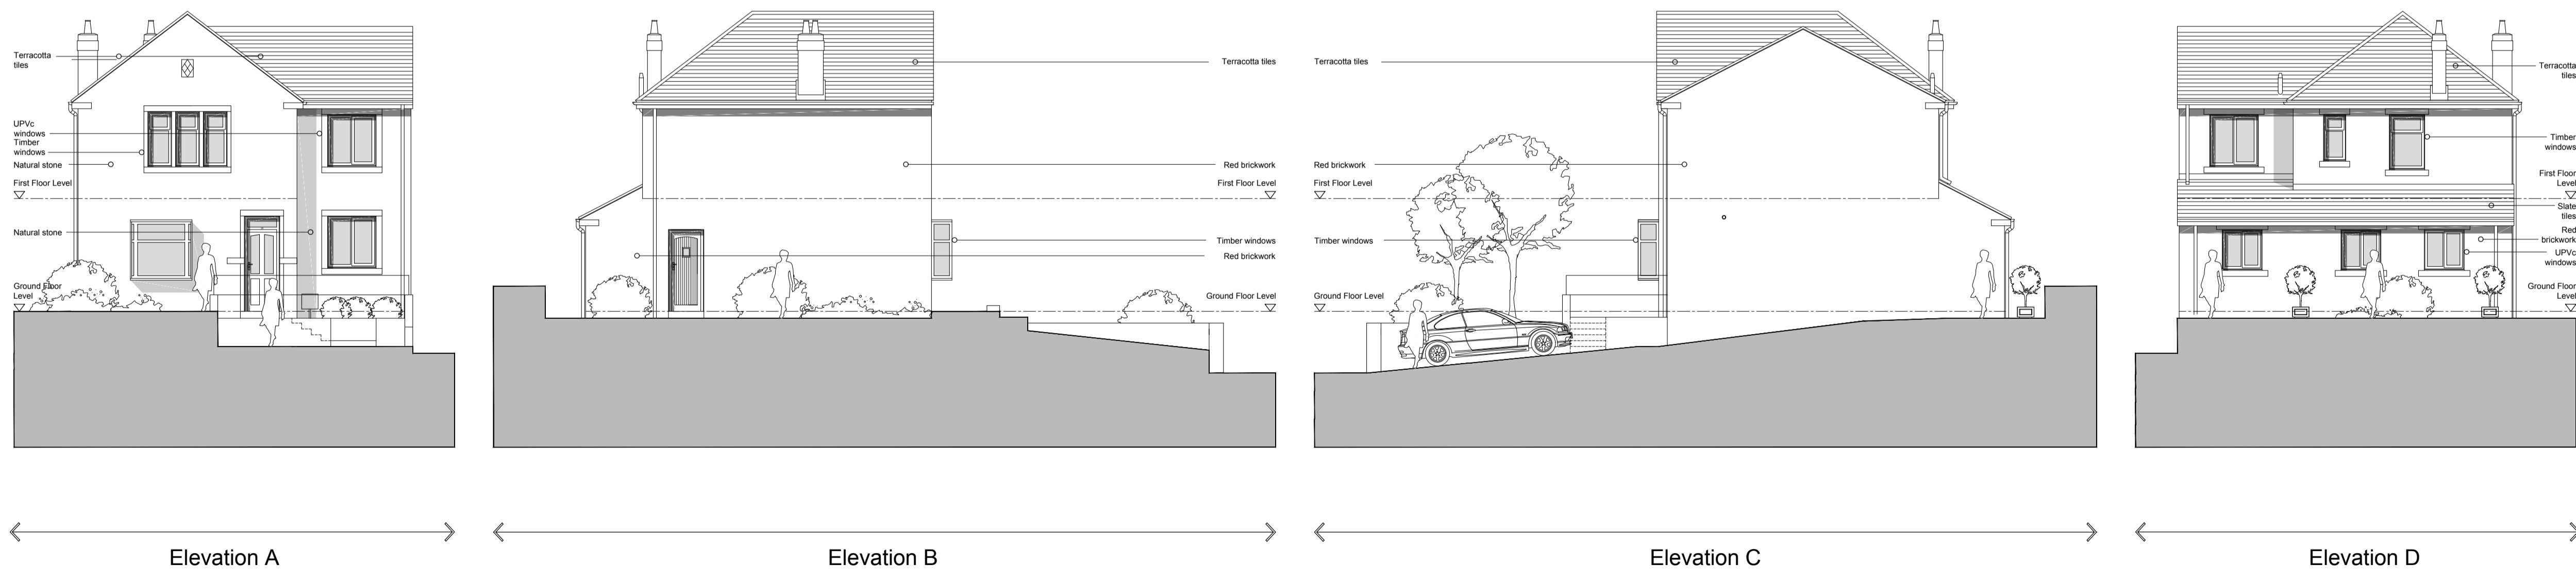 Terracotta
tiles
UPVc
windows
Timber
windows
Natural stone
First Floor Level
Natural stone
Ground Floor
Level
Elevation A
Terracotta tiles
Red brickwork
First Floor Level
Timber windows
Red brickwork
Ground Floor Level
Elevation B
Terracotta tiles
Red brickwork
First Floor Level
Timber windows
Ground Floor Level
Elevation C
Terracotta
tiles
Timber
windows
First Floor
Level
Slate
tiles
Red
brickwork
UPVc
windows
Ground Floor
Level
Elevation D